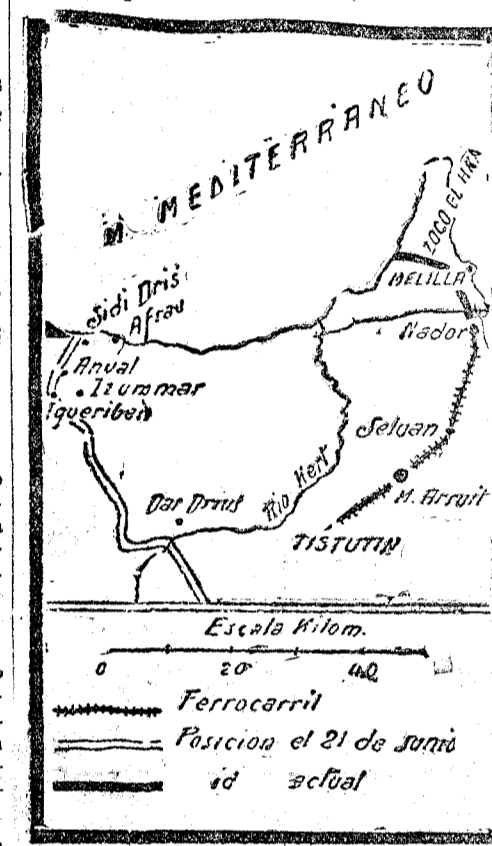 M. MEDITERRANEO
ZOCO EL HAD
MELILLA
Sidi Dris
Afrau
Nador
Anual
Izummar
Igueriben
Seluan
Rio Kert
M. Arruit
Dar Drius
TISTUTIN
Escala Kilom.
0 20 40
Ferrocarril
Posicion el 21 de Junio
id actual